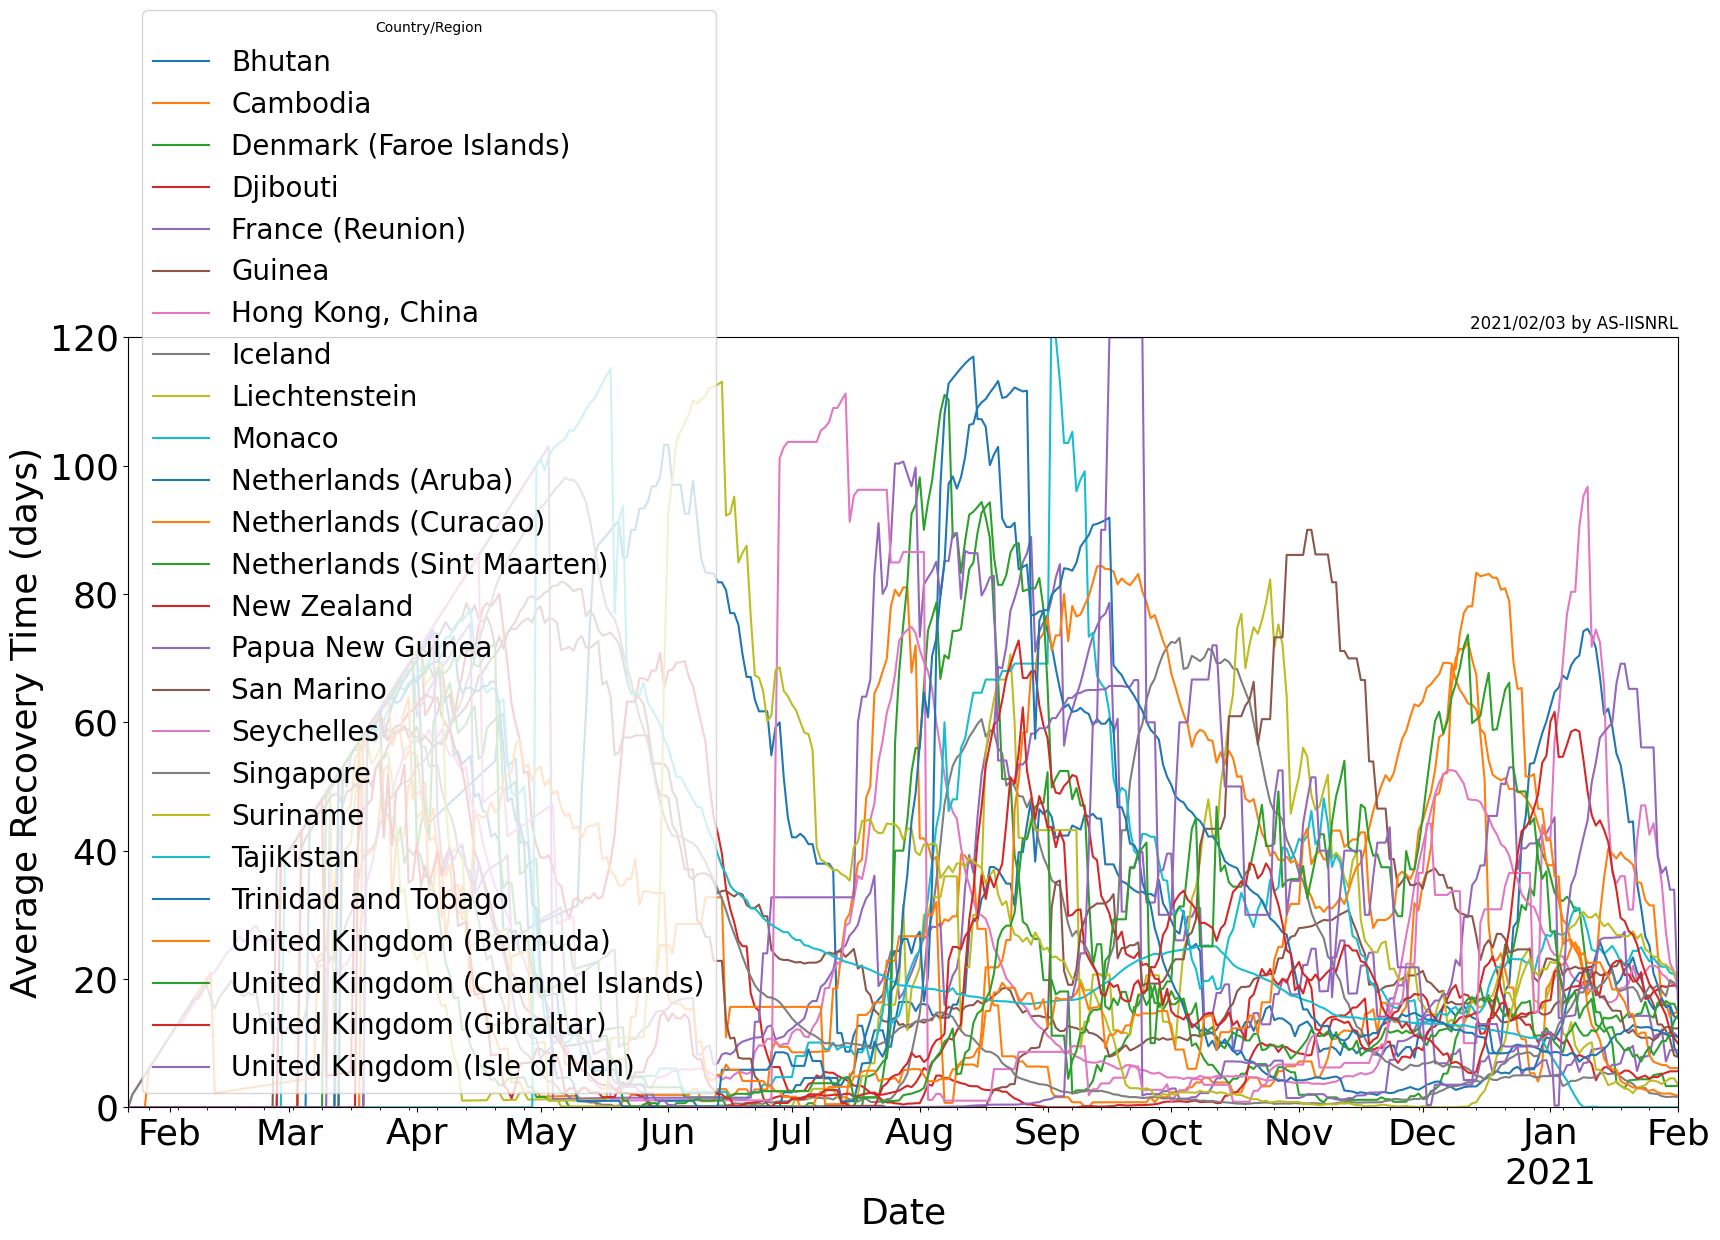 Country/Region
Bhutan
Cambodia
Denmark (Faroe Islands)
Djibouti
France (Reunion)
Guinea
Hong Kong, China
Iceland
Liechtenstein
Monaco
Netherlands (Aruba)
Netherlands (Curacao)
Netherlands (Sint Maarten)
New Zealand
Papua New Guinea
San Marino
Seychelles
Singapore
Suriname
Tajikistan
Trinidad and Tobago
United Kingdom (Bermuda)
United Kingdom (Channel Islands)
United Kingdom (Gibraltar)
United Kingdom (Isle of Man)
2021/02/03 by AS-IISNRL
Average Recovery Time (days)
120
100
80
60
40
20
0
Feb Mar Apr May Jun Jul Aug Sep Oct Nov Dec Jan Feb
2021
Date